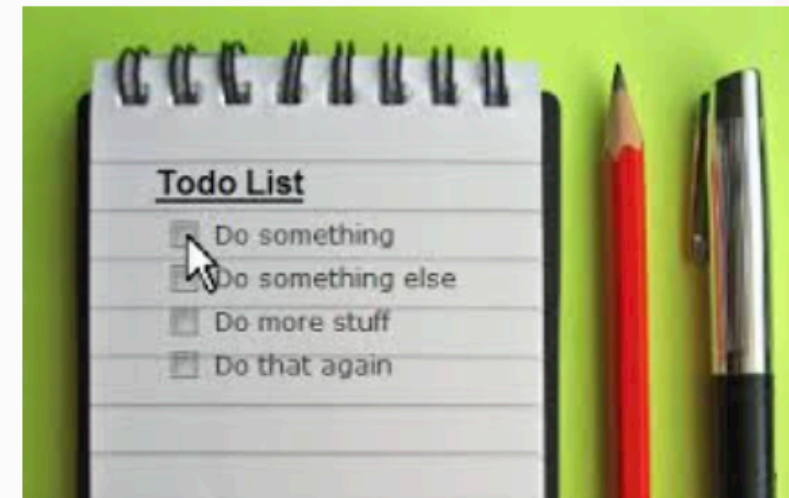 Todo List
Do something
Do something else
Do more stuff
Do that again